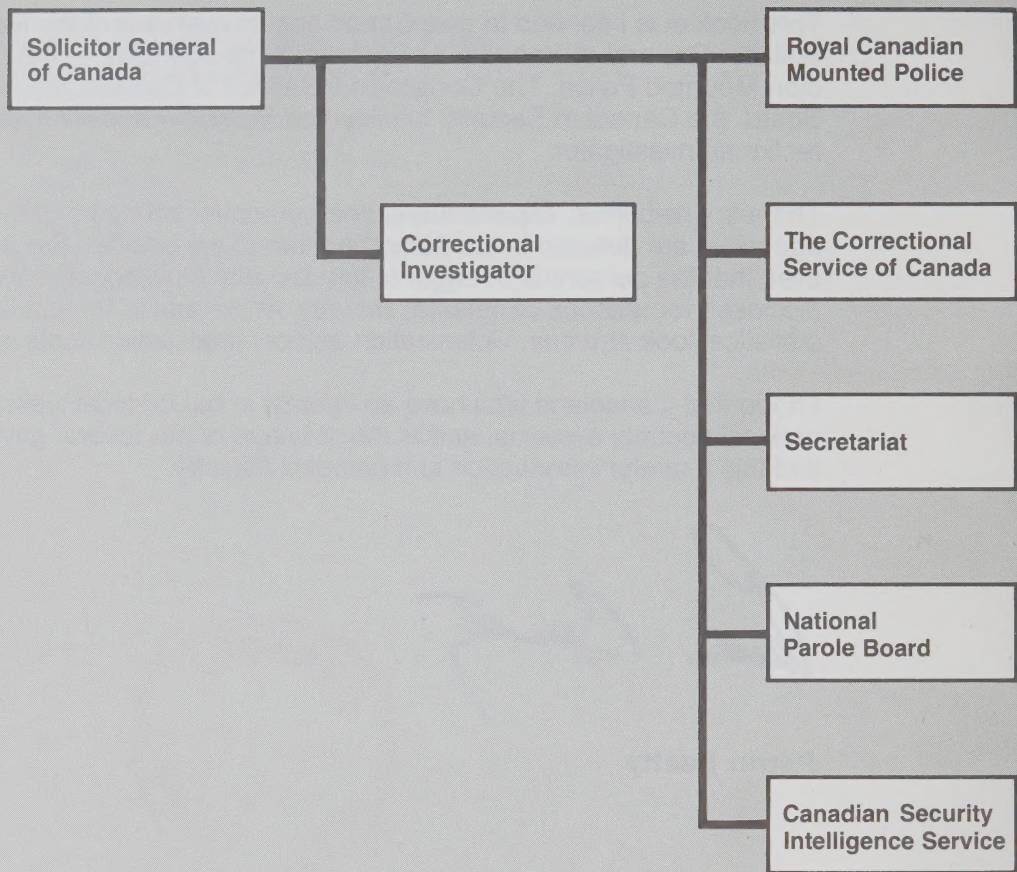 Solicitor General
of Canada
Royal Canadian
Mounted Police
Correctional
Investigator
The Correctional
Service of Canada
Secretariat
National
Parole Board
Canadian Security
Intelligence Service